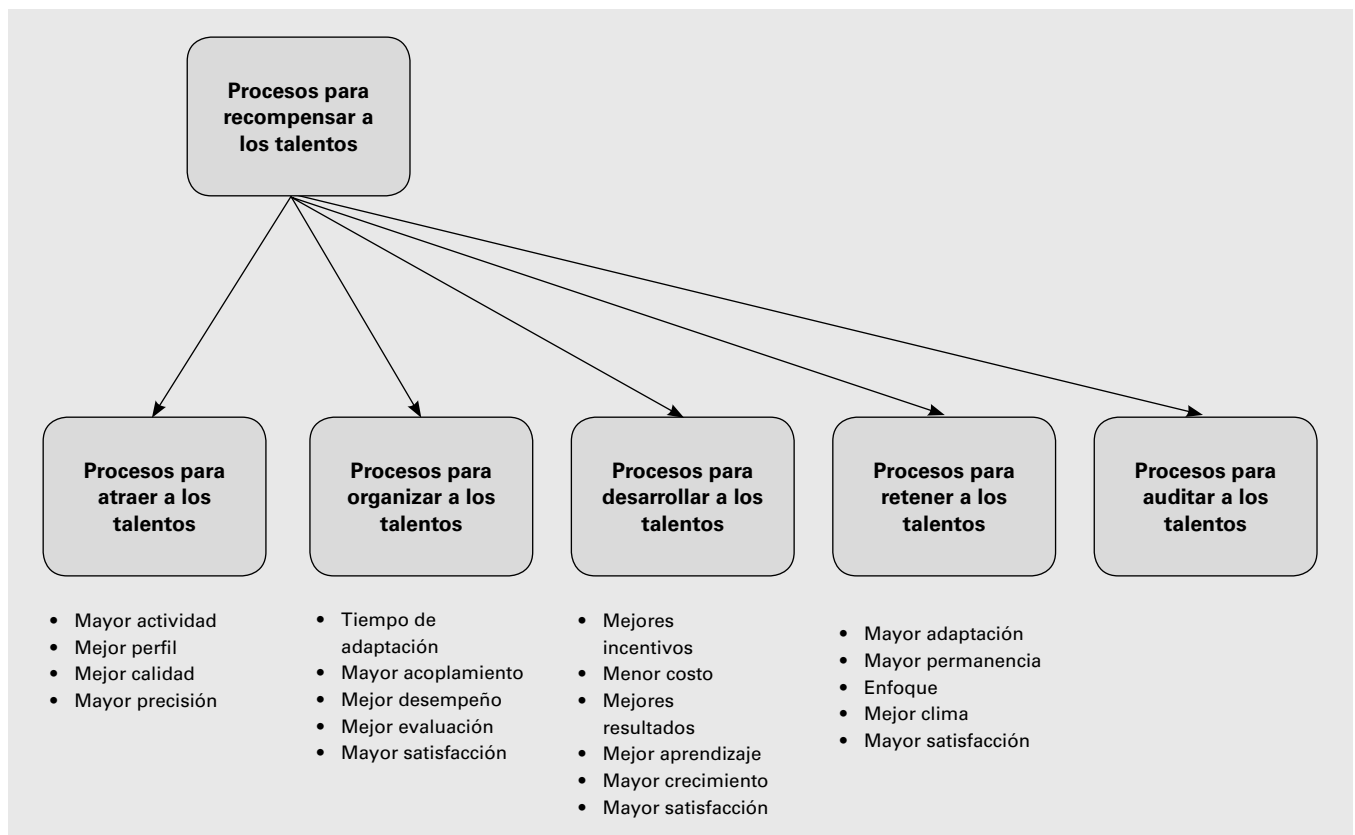 Procesos para
recompensar a
los talentos
Procesos para
atraer a los
talentos
Procesos para
organizar a los
talentos
Procesos para
desarrollar a los
talentos
Procesos para
retener a los
talentos
Procesos para
auditar a los
talentos
• Mayor actividad
• Mejor perfil
• Mejor calidad
• Mayor precisión
• Tiempo de
adaptación
• Mayor acoplamiento
• Mejor desempeño
• Mejor evaluación
• Mayor satisfacción
• Mejores
incentivos
• Menor costo
• Mejores
resultados
• Mejor aprendizaje
• Mayor crecimiento
• Mayor satisfacción
• Mayor adaptación
• Mayor permanencia
• Enfoque
• Mejor clima
• Mayor satisfacción